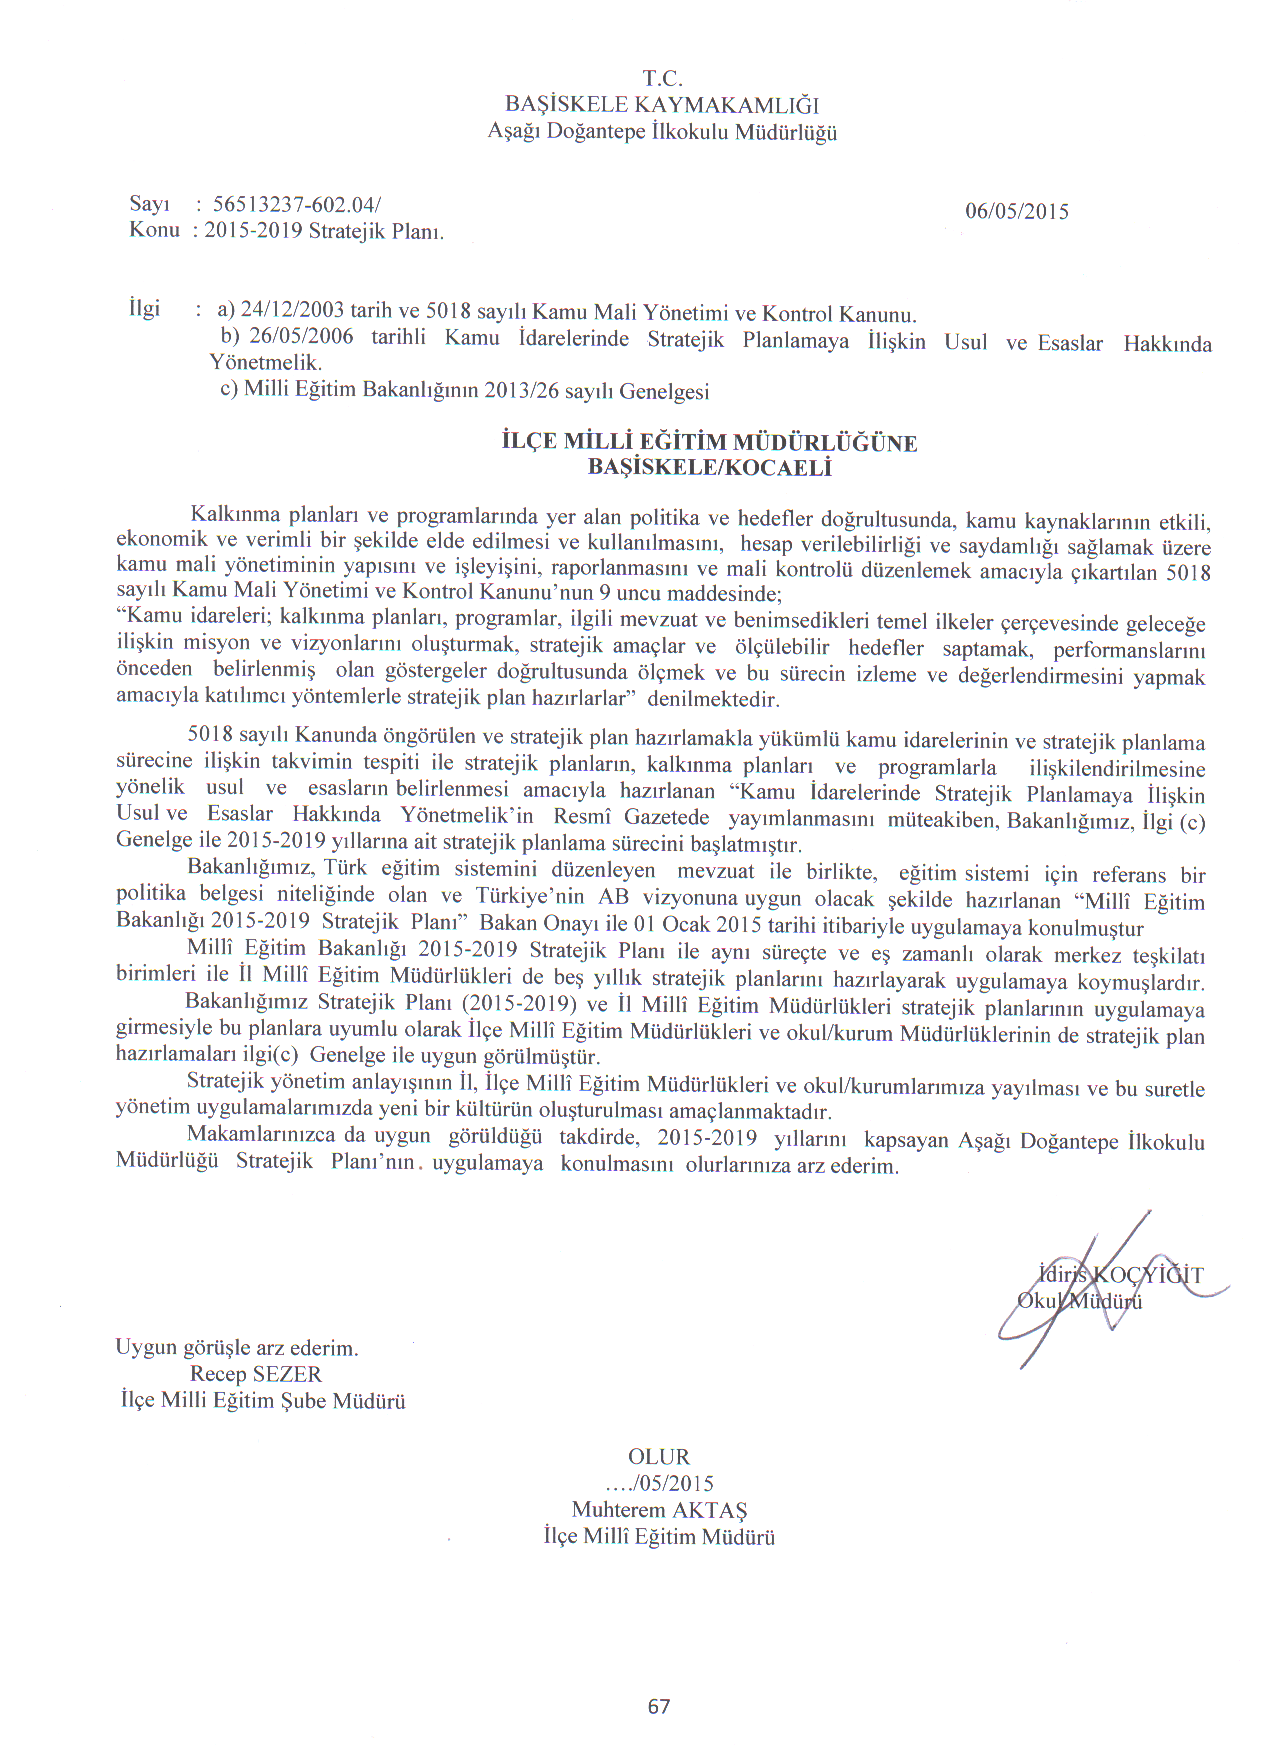 T.C.
BAŞİSKELE KAYMAKAMLIĞI
Aşağı Doğantepe İlkokulu Müdürlüğü
Sayı : 56513237-602.04/
06/05/2015
Konu : 2015-2019 Stratejik Planı.
İlgi : a) 24/12/2003 tarih ve 5018 sayılı Kamu Mali Yönetimi ve Kontrol Kanunu.
b) 26/05/2006 tarihli Kamu İdarelerinde Stratejik Planlamaya İlişkin Usul ve Esaslar Hakkında
Yönetmelik.
c) Milli Eğitim Bakanlığının 2013/26 sayılı Genelgesi
İLÇE MİLLİ EĞİTİM MÜDÜRLÜĞÜNE
BAŞİSKELE/KOCAELİ
Kalkınma planları ve programlarında yer alan politika ve hedefler doğrultusunda, kamu kaynaklarının etkili,
ekonomik ve verimli bir şekilde elde edilmesi ve kullanılmasını, hesap verilebilirliği ve saydamlığı sağlamak üzere
kamu mali yönetiminin yapısını ve işleyişini, raporlanmasını ve mali kontrolü düzenlemek amacıyla çıkartılan 5018
sayılı Kamu Mali Yönetimi ve Kontrol Kanunu’nun 9 uncu maddesinde;
“Kamu idareleri; kalkınma planları, programlar, ilgili mevzuat ve benimsedikleri temel ilkeler çerçevesinde geleceğe
ilişkin misyon ve vizyonlarını oluşturmak, stratejik amaçlar ve ölçülebilir hedefler saptamak, performanslarını
önceden belirlenmiş olan göstergeler doğrultusunda ölçmek ve bu sürecin izleme ve değerlendirmesini yapmak
amacıyla katılımcı yöntemlerle stratejik plan hazırlarlar” denilmektedir.
5018 sayılı Kanunda öngörülen ve stratejik plan hazırlamakla yükümlü kamu idarelerinin ve stratejik planlama
sürecine ilişkin takvimin tespiti ile stratejik planların, kalkınma planları ve programlarla ilişkilendirilmesine
yönelik usul ve esasların belirlenmesi amacıyla hazırlanan “Kamu İdarelerinde Stratejik Planlamaya İlişkin
Usul ve Esaslar Hakkında Yönetmelik’in Resmî Gazetede yayımlanmasını müteakiben, Bakanlığımız, İlgi (c)
Genelge ile 2015-2019 yıllarına ait stratejik planlama sürecini başlatmıştır.
Bakanlığımız, Türk eğitim sistemini düzenleyen mevzuat ile birlikte, eğitim sistemi için referans bir
politika belgesi niteliğinde olan ve Türkiye’nin AB vizyonuna uygun olacak şekilde hazırlanan “Millî Eğitim
Bakanlığı 2015-2019 Stratejik Planı” Bakan Onayı ile 01 Ocak 2015 tarihi itibariyle uygulamaya konulmuştur
Millî Eğitim Bakanlığı 2015-2019 Stratejik Planı ile aynı süreçte ve eş zamanlı olarak merkez teşkilatı
birimleri ile İl Millî Eğitim Müdürlükleri de beş yıllık stratejik planlarını hazırlayarak uygulamaya koymuşlardır.
Bakanlığımız Stratejik Planı (2015-2019) ve İl Millî Eğitim Müdürlükleri stratejik planlarının uygulamaya
girmesiyle bu planlara uyumlu olarak İlçe Millî Eğitim Müdürlükleri ve okul/kurum Müdürlüklerinin de stratejik plan
hazırlamaları ilgi(c) Genelge ile uygun görülmüştür.
Stratejik yönetim anlayışının İl, İlçe Millî Eğitim Müdürlükleri ve okul/kurumlarımıza yayılması ve bu suretle
yönetim uygulamalarımızda yeni bir kültürün oluşturulması amaçlanmaktadır.
Makamlarınızca da uygun görüldüğü takdirde, 2015-2019 yıllarını kapsayan Aşağı Doğantepe İlkokulu
Müdürlüğü Stratejik Planı’nın. uygulamaya konulmasını olurlarınıza arz ederim.
İdiris KOÇYİĞİT
Okul Müdürü
Uygun görüşle arz ederim.
Recep SEZER
İlçe Milli Eğitim Şube Müdürü
OLUR
..../05/2015
Muhterem AKTAŞ
İlçe Millî Eğitim Müdürü
67